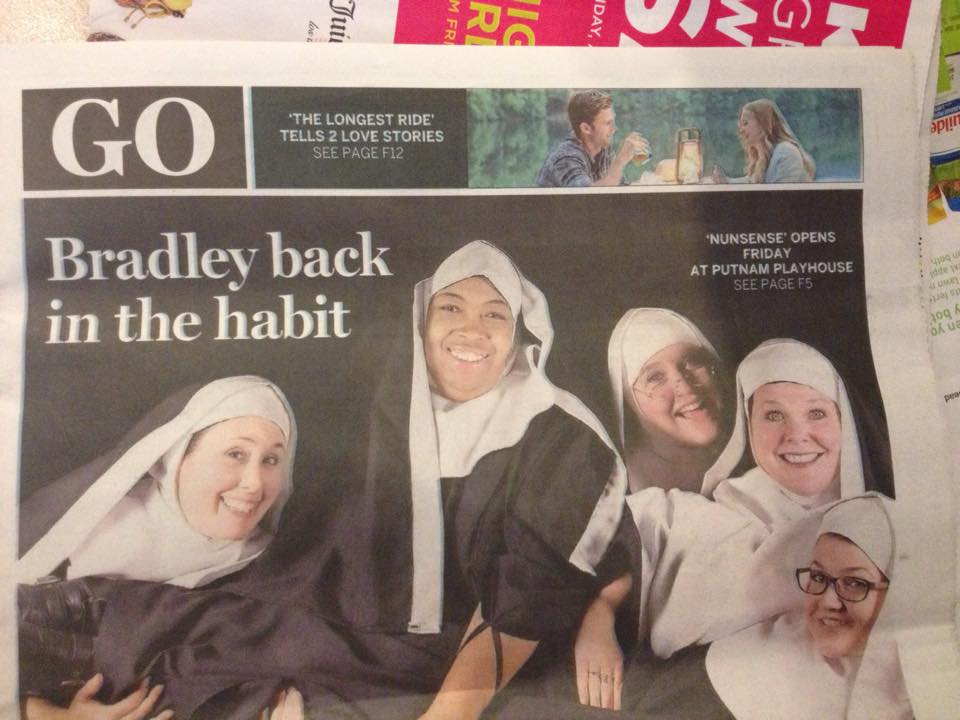 GO
'THE LONGEST RIDE'
TELLS 2 LOVE STORIES
SEE PAGE F12
Bradley back
in the habit
'NUNSENSE' OPENS
FRIDAY
AT PUTNAM PLAYHOUSE
SEE PAGE F5